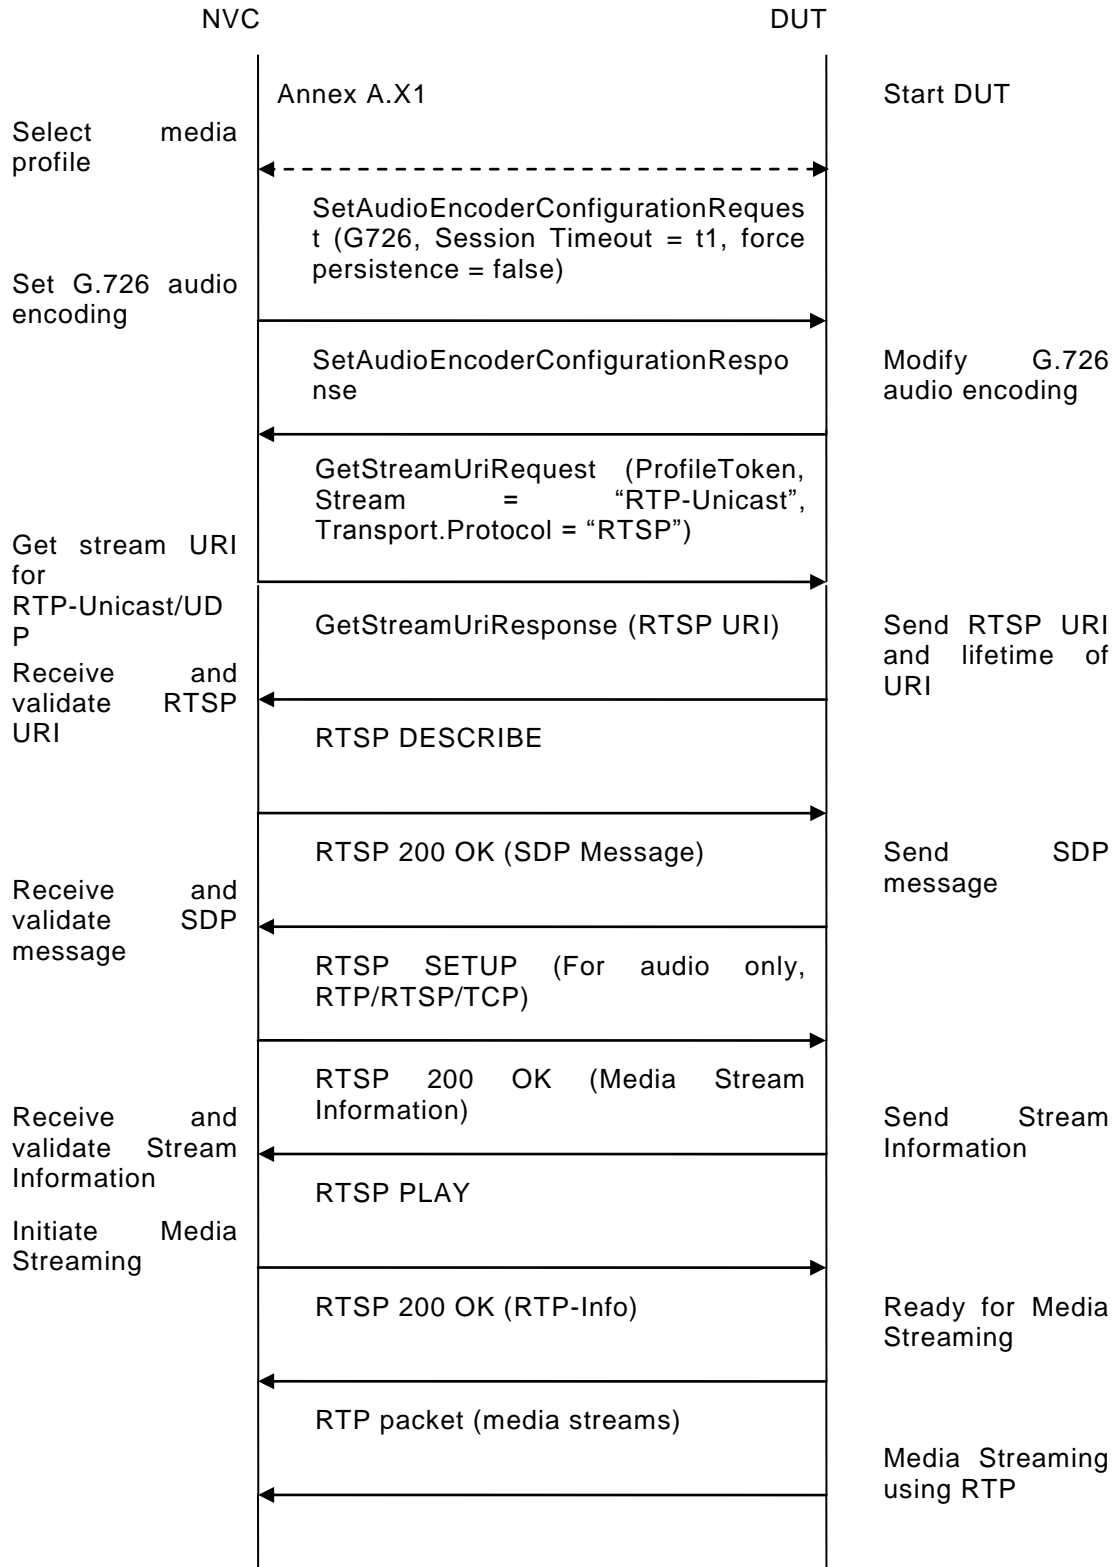 NVC
DUT
Annex A.X1
Start DUT
Select media
profile
SetAudioEncoderConfigurationReques
t (G726, Session Timeout = t1, force
persistence = false)
Set G.726 audio
encoding
SetAudioEncoderConfigurationRespo
nse
Modify G.726
audio encoding
GetStreamUriRequest (ProfileToken,
Stream = “RTP-Unicast”,
Transport.Protocol = “RTSP”)
Get stream URI
for
RTP-Unicast/UD
P
GetStreamUriResponse (RTSP URI)
Send RTSP URI
and lifetime of
URI
Receive and
validate RTSP
URI
RTSP DESCRIBE
RTSP 200 OK (SDP Message)
Send SDP
message
Receive and
validate SDP
message
RTSP SETUP (For audio only,
RTP/RTSP/TCP)
RTSP 200 OK (Media Stream
Information)
Receive and
validate Stream
Information
Send Stream
Information
RTSP PLAY
Initiate Media
Streaming
RTSP 200 OK (RTP-Info)
Ready for Media
Streaming
RTP packet (media streams)
Media Streaming
using RTP